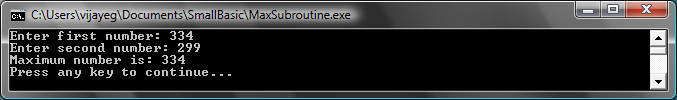 C:\Users\vijayeg\Documents\SmallBasic\MaxSubroutine.exe
Enter first number: 334
Enter second number: 299
Maximum number is: 334
Press any key to continue...